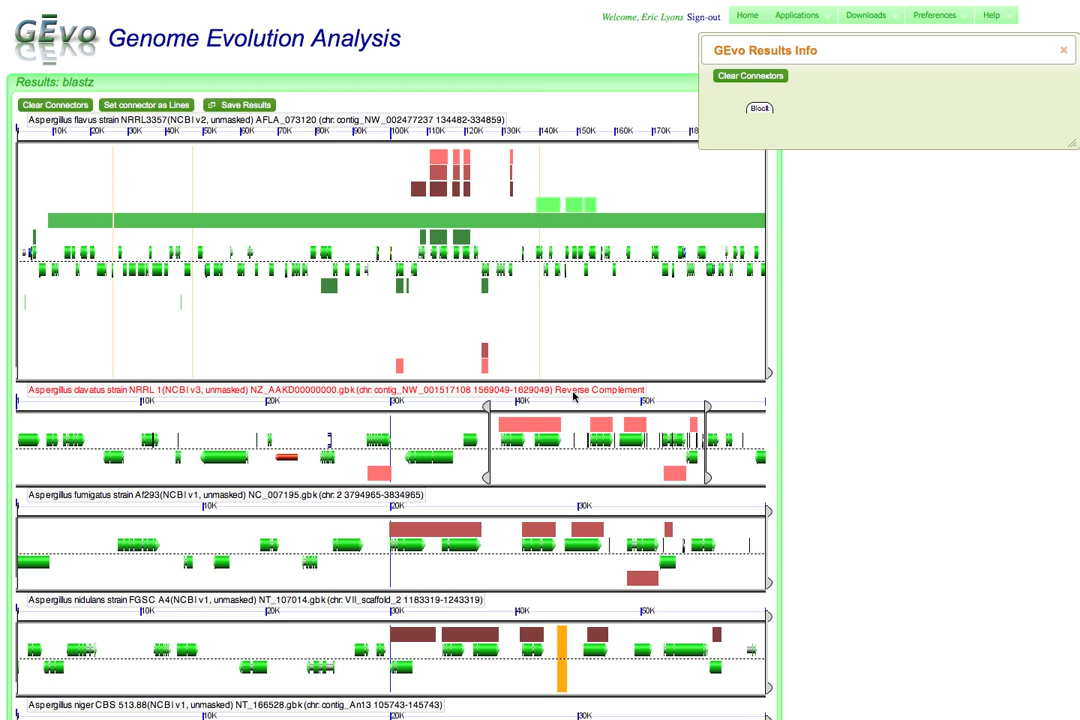 GEvo Genome Evolution Analysis
Welcome, Eric Lyons Sign-out
Home Applications Downloads Preferences Help
GEvo Results Info
Clear Connectors
Block
Results: blastz
Clear Connectors Set connector as Lines Save Results
Aspergillus flavus strain NRRL3357(NCBI v2, unmasked) AFLA_073120 (chr: contig_NW_002477237 134482-334859)
10K 20K 30K 40K 50K 60K 70K 80K 90K 100K 110K 120K 130K 140K 150K 160K 170K
Aspergillus clavatus strain NRRL 1(NCBI v3, unmasked) NZ_AAKD00000000.gbk (chr: contig_NW_001517108 1569049-1629049) Reverse Complement
10K 20K 30K 40K 50K
Aspergillus fumigatus strain Af293(NCBI v1, unmasked) NC_007195.gbk (chr: 2 3794965-3834965)
10K 20K 30K
Aspergillus nidulans strain FGSC A4(NCBI v1, unmasked) NT_107014.gbk (chr: VII_scaffold_2 1183319-1243319)
10K 20K 30K 40K 50K
Aspergillus niger CBS 513.88(NCBI v1, unmasked) NT_166528.gbk (chr: contig_An13 105743-145743)
10K 20K 30K